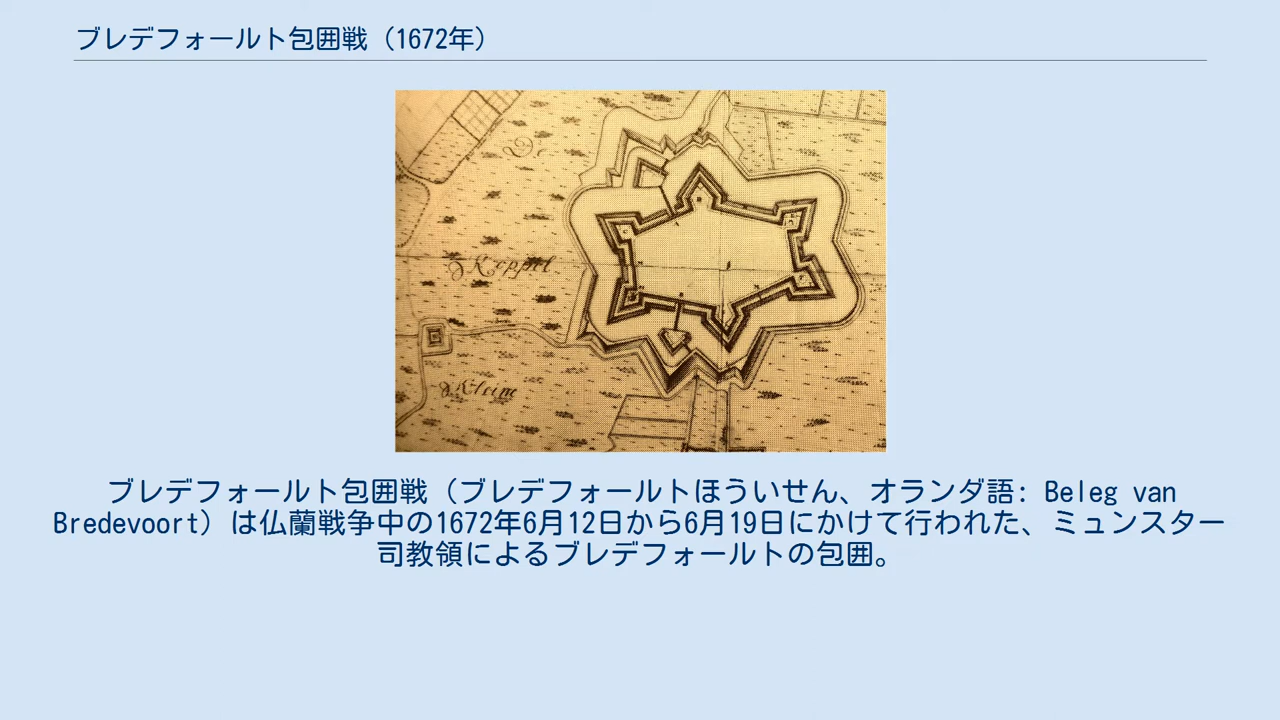 ブレデフォールト包囲戦（1672年）
Keppel
Kleine
ブレデフォールト包囲戦（ブレデフォールトほういせん、オランダ語: Beleg van
Bredevoort）は仏蘭戦争中の1672年6月12日から6月19日にかけて行われた、ミュンスター
司教領によるブレデフォールトの包囲。